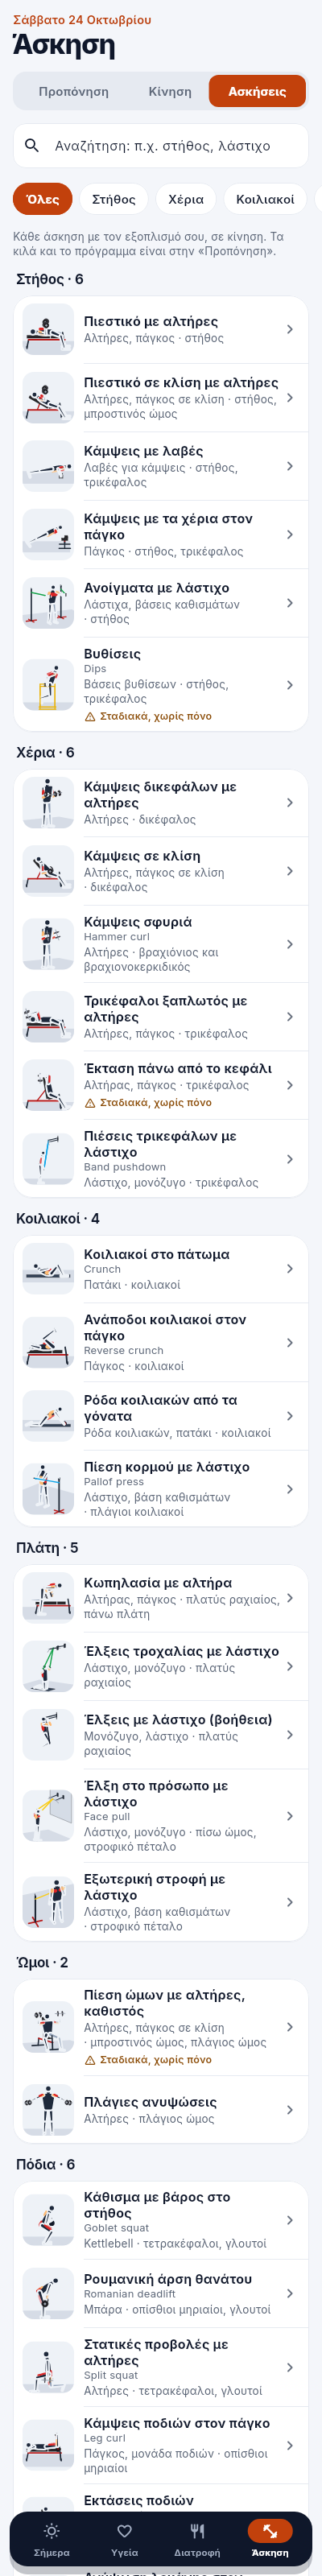 Σάββατο 24 Οκτωβρίου
Άσκηση
Προπόνηση Κίνηση Ασκήσεις
Αναζήτηση: π.χ. στήθος, λάστιχο
Όλες Στήθος Χέρια Κοιλιακοί
Κάθε άσκηση με τον εξοπλισμό σου, σε κίνηση. Τα
κιλά και το πρόγραμμα είναι στην «Προπόνηση».
Στήθος · 6
Πιεστικό με αλτήρες
Αλτήρες, πάγκος · στήθος
Πιεστικό σε κλίση με αλτήρες
Αλτήρες, πάγκος σε κλίση · στήθος,
μπροστινός ώμος
Κάμψεις με λαβές
Λαβές για κάμψεις · στήθος,
τρικέφαλος
Κάμψεις με τα χέρια στον
πάγκο
Πάγκος · στήθος, τρικέφαλος
Ανοίγματα με λάστιχο
Λάστιχα, βάσεις καθισμάτων
· στήθος
Βυθίσεις
Dips
Βάσεις βυθίσεων · στήθος,
τρικέφαλος
Σταδιακά, χωρίς πόνο
Χέρια · 6
Κάμψεις δικεφάλων με
αλτήρες
Αλτήρες · δικέφαλος
Κάμψεις σε κλίση
Αλτήρες, πάγκος σε κλίση
· δικέφαλος
Κάμψεις σφυριά
Hammer curl
Αλτήρες · βραχιόνιος και
βραχιονοκερκιδικός
Τρικέφαλοι ξαπλωτός με
αλτήρες
Αλτήρες, πάγκος · τρικέφαλος
Έκταση πάνω από το κεφάλι
Αλτήρας, πάγκος · τρικέφαλος
Σταδιακά, χωρίς πόνο
Πιέσεις τρικεφάλων με
λάστιχο
Band pushdown
Λάστιχο, μονόζυγο · τρικέφαλος
Κοιλιακοί · 4
Κοιλιακοί στο πάτωμα
Crunch
Πατάκι · κοιλιακοί
Ανάποδοι κοιλιακοί στον
πάγκο
Reverse crunch
Πάγκος · κοιλιακοί
Ρόδα κοιλιακών από τα
γόνατα
Ρόδα κοιλιακών, πατάκι · κοιλιακοί
Πίεση κορμού με λάστιχο
Pallof press
Λάστιχο, βάση καθισμάτων
· πλάγιοι κοιλιακοί
Πλάτη · 5
Κωπηλασία με αλτήρα
Αλτήρας, πάγκος · πλατύς ραχιαίος,
πάνω πλάτη
Έλξεις τροχαλίας με λάστιχο
Λάστιχο, μονόζυγο · πλατύς
ραχιαίος
Έλξεις με λάστιχο (βοήθεια)
Μονόζυγο, λάστιχο · πλατύς
ραχιαίος
Έλξη στο πρόσωπο με
λάστιχο
Face pull
Λάστιχο, μονόζυγο · πίσω ώμος,
στροφικό πέταλο
Εξωτερική στροφή με
λάστιχο
Λάστιχο, βάση καθισμάτων
· στροφικό πέταλο
Ώμοι · 2
Πίεση ώμων με αλτήρες,
καθιστός
Αλτήρες, πάγκος σε κλίση
· μπροστινός ώμος, πλάγιος ώμος
Σταδιακά, χωρίς πόνο
Πλάγιες ανυψώσεις
Αλτήρες · πλάγιος ώμος
Πόδια · 6
Κάθισμα με βάρος στο
στήθος
Goblet squat
Kettlebell · τετρακέφαλοι, γλουτοί
Ρουμανική άρση θανάτου
Romanian deadlift
Μπάρα · οπίσθιοι μηριαίοι, γλουτοί
Στατικές προβολές με
αλτήρες
Split squat
Αλτήρες · τετρακέφαλοι, γλουτοί
Κάμψεις ποδιών στον πάγκο
Leg curl
Πάγκος, μονάδα ποδιών · οπίσθιοι
μηριαίοι
Εκτάσεις ποδιών
Σήμερα Υγεία Διατροφή Άσκηση